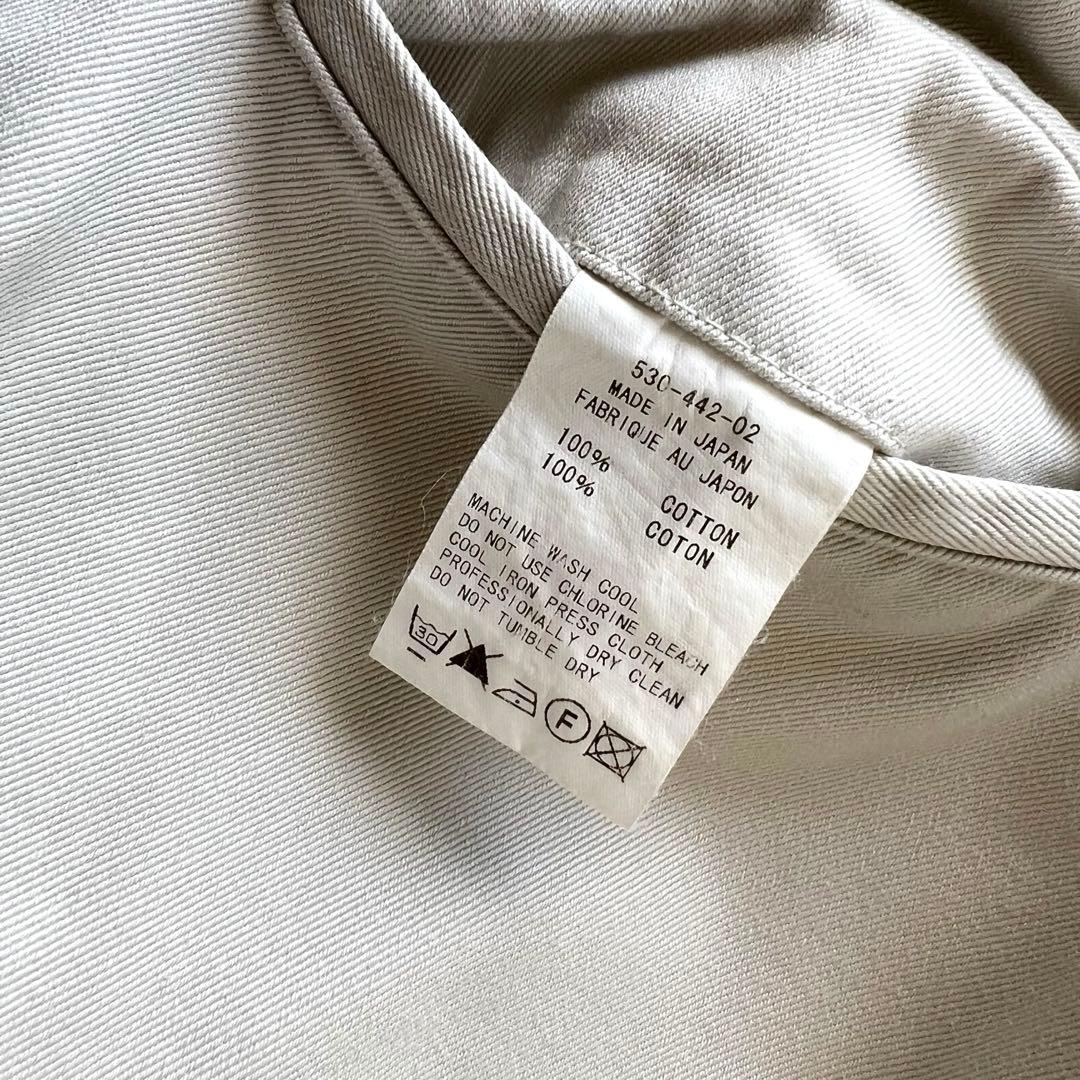 530-442-02
MADE IN JAPAN
FABRIQUE AU JAPON
100% COTTON
100% COTON
MACHINE WASH COOL
DO NOT USE CHLORINE BLEACH
COOL IRON PRESS CLOTH
PROFESSIONALLY DRY CLEAN
DO NOT TUMBLE DRY
30
F